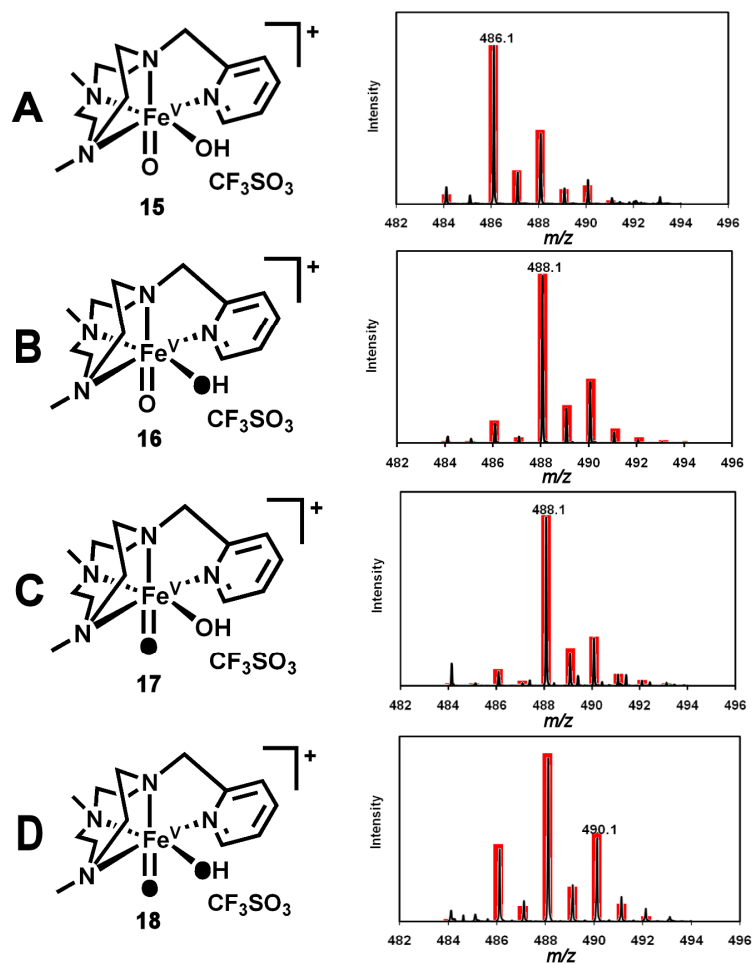 A
N
N
N
N
Fe^V
O
OH
]+
CF₃SO₃
15
Intensity
486.1
482 484 486 488 490 492 494 496
m/z
B
N
N
N
N
Fe^V
O
H
]+
CF₃SO₃
16
Intensity
488.1
482 484 486 488 490 492 494 496
m/z
C
N
N
N
N
Fe^V
OH
]+
CF₃SO₃
17
Intensity
488.1
482 484 486 488 490 492 494 496
m/z
D
N
N
N
N
Fe^V
H
]+
CF₃SO₃
18
Intensity
490.1
482 484 486 488 490 492 494 496
m/z